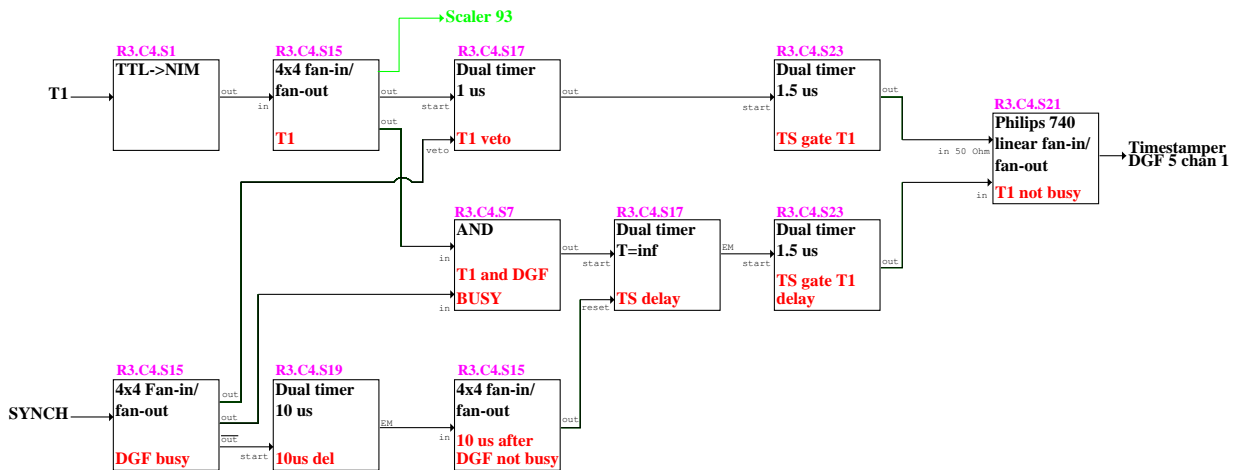 Scaler 93
R3.C4.S1
R3.C4.S15
R3.C4.S17
R3.C4.S23
TTL->NIM
4x4 fan-in/
fan-out
Dual timer
1 us
Dual timer
1.5 us
T1
out
in
out
out
start
out
start
out
T1
T1 veto
veto
TS gate T1
R3.C4.S21
Philips 740
linear fan-in/
fan-out
in 50 Ohm
in
T1 not busy
Timestamper
DGF 5 chan 1
R3.C4.S7
R3.C4.S17
R3.C4.S23
AND
Dual timer
T=inf
Dual timer
1.5 us
in
out
start
EM
start
out
T1 and DGF
BUSY
in
TS delay
reset
TS gate T1
delay
R3.C4.S15
R3.C4.S19
R3.C4.S15
4x4 Fan-in/
fan-out
Dual timer
10 us
4x4 fan-in/
fan-out
SYNCH
out
out
out
start
EM
in
out
DGF busy
10us del
10 us after
DGF not busy